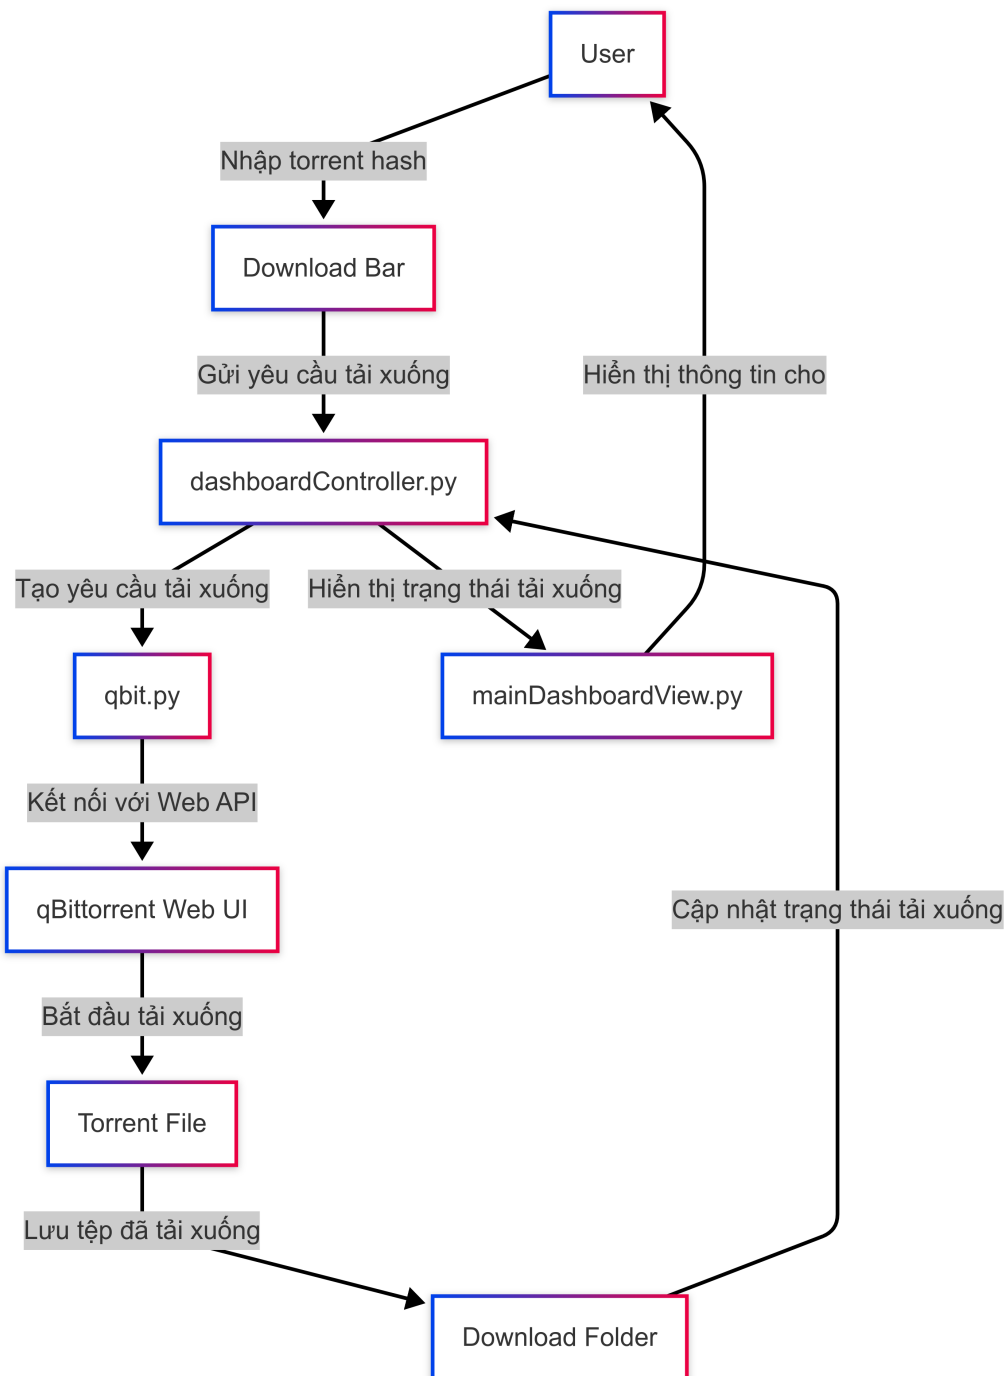 User
Nhập torrent hash
Download Bar
Gửi yêu cầu tải xuống
Hiển thị thông tin cho
dashboardController.py
Tạo yêu cầu tải xuống
Hiển thị trạng thái tải xuống
qbit.py
mainDashboardView.py
Kết nối với Web API
qBittorrent Web UI
Cập nhật trạng thái tải xuống
Bắt đầu tải xuống
Torrent File
Lưu tệp đã tải xuống
Download Folder